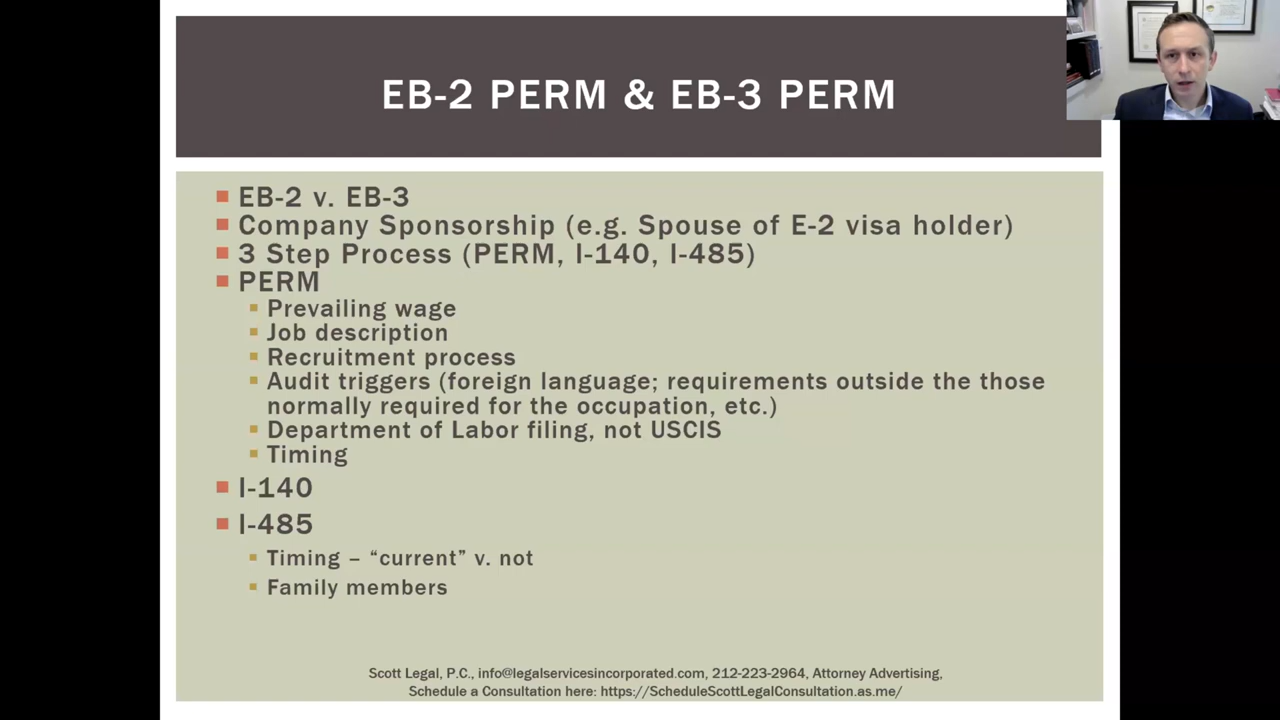 EB-2 PERM & EB-3 PERM
EB-2 v. EB-3
Company Sponsorship (e.g. Spouse of E-2 visa holder)
3 Step Process (PERM, I-140, I-485)
PERM
Prevailing wage
Job description
Recruitment process
Audit triggers (foreign language; requirements outside the those
normally required for the occupation, etc.)
Department of Labor filing, not USCIS
Timing
I-140
I-485
Timing – “current” v. not
Family members
Scott Legal, P.C., info@legalservicesincorporated.com, 212-223-2964, Attorney Advertising,
Schedule a Consultation here: https://ScheduleScottLegalConsultation.as.me/